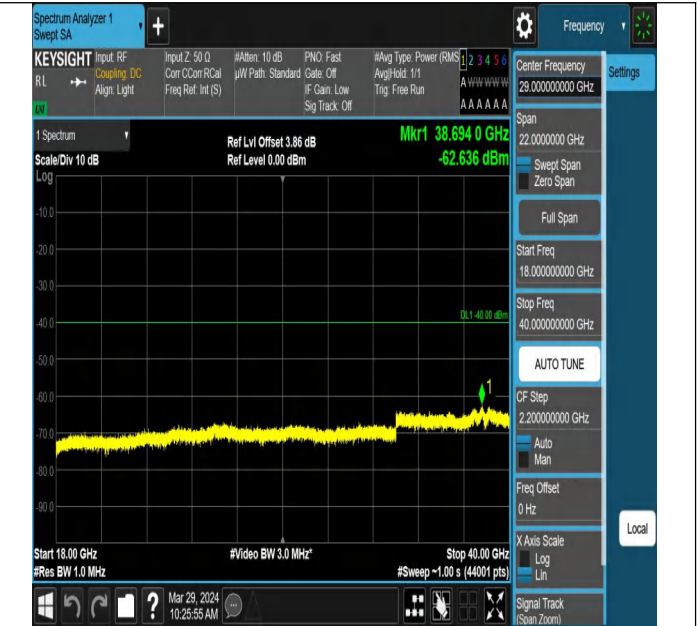 Spectrum Analyzer 1
Swept SA
+
Frequency
KEYSIGHT
RL
LXI
Input: RF
Coupling: DC
Align: Light
Input Z: 50 Ω
Corr CCorr RCal
Freq Ref: Int (S)
#Atten: 10 dB
µW Path: Standard
PNO: Fast
Gate: Off
IF Gain: Low
Sig Track: Off
#Avg Type: Power (RMS
Avg|Hold: 1/1
Trig: Free Run
1 2 3 4 5 6
A W W W W W
A A A A A A
1 Spectrum
Scale/Div 10 dB
Log
Ref Lvl Offset 3.86 dB
Ref Level 0.00 dBm
Mkr1 38.694 0 GHz
-62.636 dBm
-10.0
-20.0
-30.0
-40.0
-50.0
-60.0
-70.0
-80.0
-90.0
DL1 -40.00 dBm
1
Start 18.00 GHz
#Res BW 1.0 MHz
#Video BW 3.0 MHz*
Stop 40.00 GHz
#Sweep ~1.00 s (44001 pts)
Center Frequency
29.000000000 GHz
Settings
Span
22.0000000 GHz
Swept Span
Zero Span
Full Span
Start Freq
18.000000000 GHz
Stop Freq
40.000000000 GHz
AUTO TUNE
CF Step
2.200000000 GHz
Auto
Man
Freq Offset
0 Hz
X Axis Scale
Log
Lin
Local
Signal Track
(Span Zoom)
?
Mar 29, 2024
10:25:55 AM